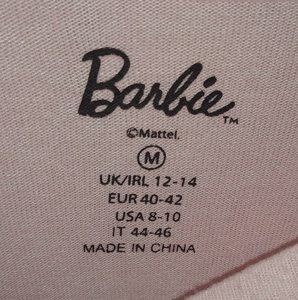 Barbie™
©Mattel.
M
UK/IRL 12-14
EUR 40-42
USA 8-10
IT 44-46
MADE IN CHINA